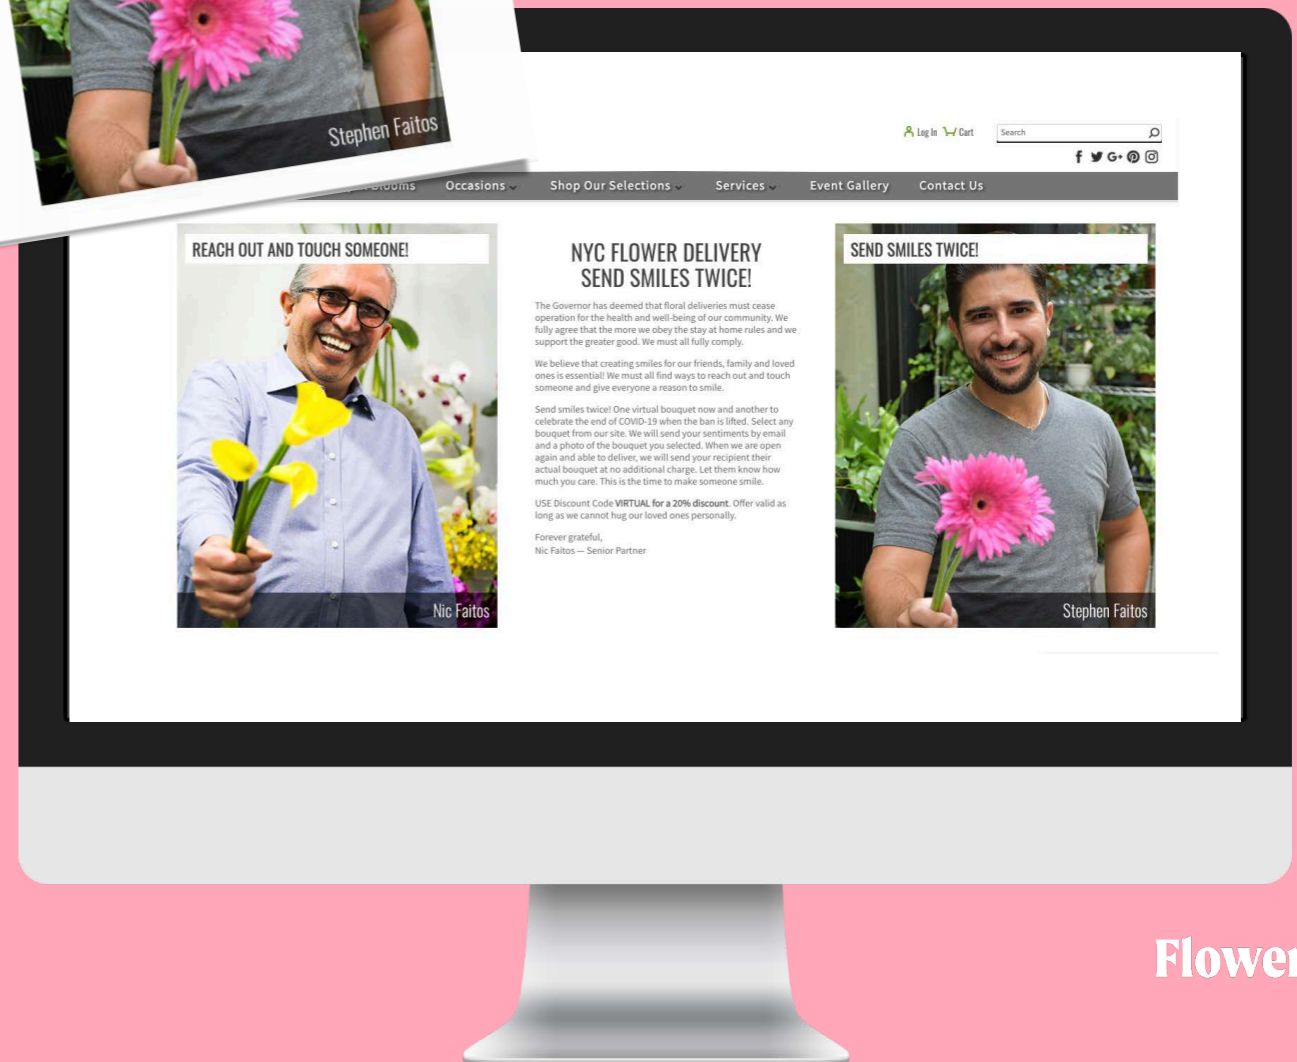 Stephen Faitos
Log In Cart Search
Blooms Occasions Shop Our Selections Services Event Gallery Contact Us
REACH OUT AND TOUCH SOMEONE!
Nic Faitos
NYC FLOWER DELIVERY
SEND SMILES TWICE!
The Governor has deemed that floral deliveries must cease
operation for the health and well-being of our community. We
fully agree that the more we obey the stay at home rules and we
support the greater good. We must all fully comply.
We believe that creating smiles for our friends, family and loved
ones is essential! We must all find ways to reach out and touch
someone and give everyone a reason to smile.
Send smiles twice! One virtual bouquet now and another to
celebrate the end of COVID-19 when the ban is lifted. Select any
bouquet from our site. We will send your sentiments by email
and a photo of the bouquet you selected. When we are open
again and able to deliver, we will send your recipient their
actual bouquet at no additional charge. Let them know how
much you care. This is the time to make someone smile.
USE Discount Code VIRTUAL for a 20% discount. Offer valid as
long as we cannot hug our loved ones personally.
Forever grateful,
Nic Faitos — Senior Partner
SEND SMILES TWICE!
Stephen Faitos
Flower